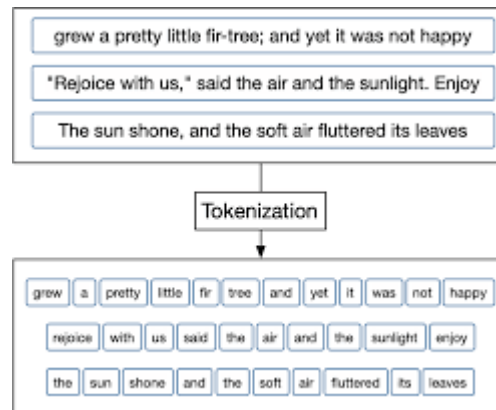 grew a pretty little fir-tree; and yet it was not happy
"Rejoice with us," said the air and the sunlight. Enjoy
The sun shone, and the soft air fluttered its leaves
Tokenization
grew a pretty little fir tree and yet it was not happy
rejoice with us said the air and the sunlight enjoy
the sun shone and the soft air fluttered its leaves